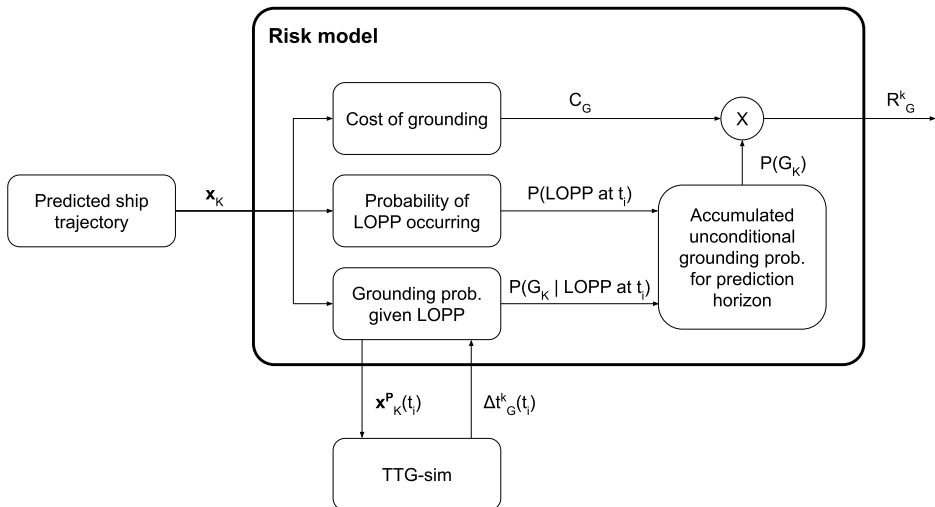 Risk model
Cost of grounding
C_G
X
R^k_G
P(G_K)
Predicted ship
trajectory
x_K
Probability of
LOPP occurring
P(LOPP at t_i)
Accumulated
unconditional
grounding prob.
for prediction
horizon
Grounding prob.
given LOPP
P(G_K | LOPP at t_i)
x^P_K(t_i)
Δt^k_G(t_i)
TTG-sim